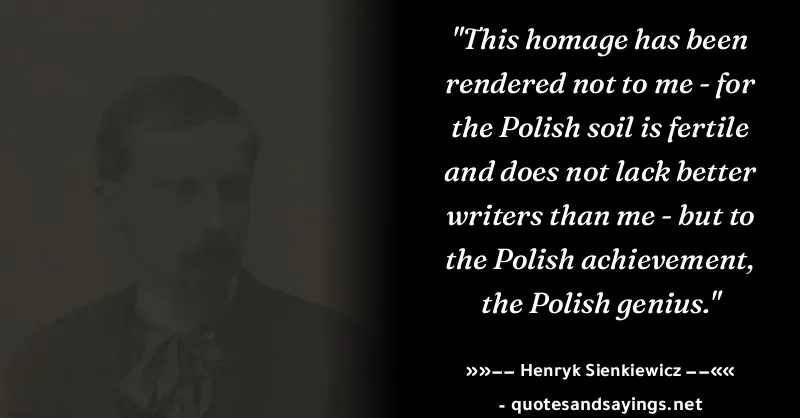 "This homage has been
rendered not to me - for
the Polish soil is fertile
and does not lack better
writers than me - but to
the Polish achievement,
the Polish genius."
»»–– Henryk Sienkiewicz ––««
- quotesandsayings.net